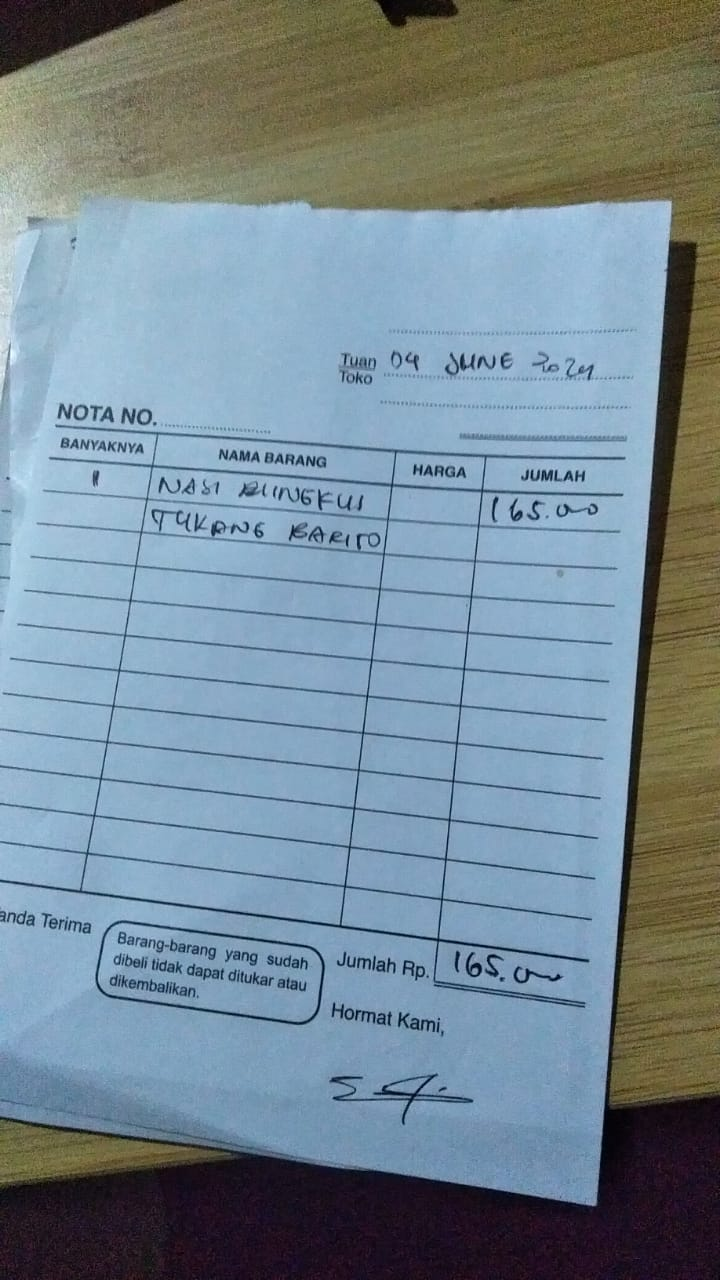 Tuan 04 JUNE 2024
Toko
NOTA NO.
BANYAKNYA NAMA BARANG HARGA JUMLAH
11 NASI BUNGKUS 165.000
TUKANG BARITO
anda Terima
Barang-barang yang sudah
dibeli tidak dapat ditukar atau
dikembalikan.
Jumlah Rp. 165.000
Hormat Kami,